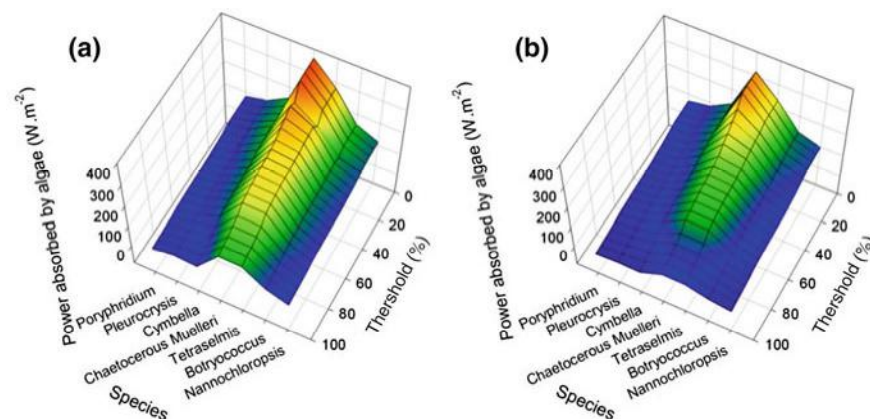 (a)
Power absorbed by algae (W.m-2)
400
300
200
100
0
Poryphridium
Pleurocrysis
Cymbella
Chaetocerous Muelleri
Tetraselmis
Botryococcus
Nannochloropsis
Species
0
20
40
60
80
100
Thershold (%)
(b)
Power absorbed by algae (W.m-2)
400
300
200
100
0
Poryphridium
Pleurocrysis
Cymbella
Chaetocerous Muelleri
Tetraselmis
Botryococcus
Nannochloropsis
Species
0
20
40
60
80
100
Thershold (%)